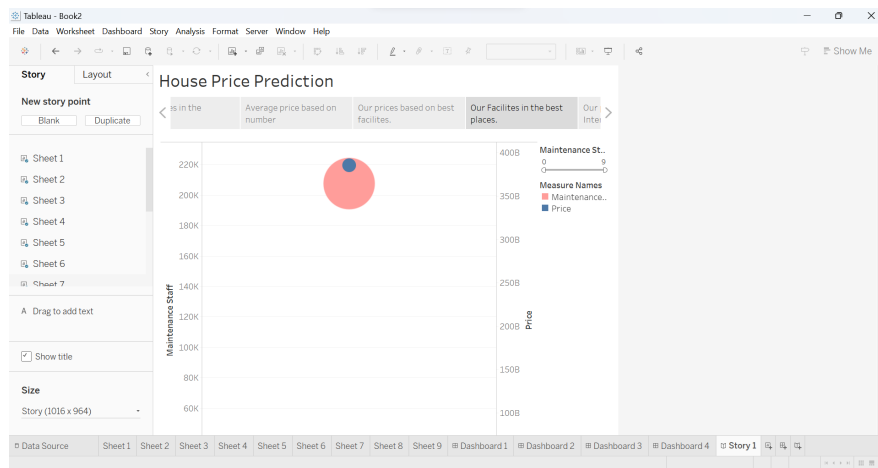 Tableau - Book2
File Data Worksheet Dashboard Story Analysis Format Server Window Help
Show Me
Story Layout
New story point
Blank Duplicate
Sheet 1
Sheet 2
Sheet 3
Sheet 4
Sheet 5
Sheet 6
Sheet 7
A Drag to add text
Show title
Size
Story (1016 x 964)
House Price Prediction
es in the
Average price based on
number
Our prices based on best
facilites.
Our Facilites in the best
places.
Our
Inter
220K
200K
180K
160K
140K
120K
100K
80K
60K
Maintenance Staff
400B
350B
300B
250B
200B
150B
100B
Price
Maintenance St..
0 9
Measure Names
Maintenance..
Price
Data Source Sheet 1 Sheet 2 Sheet 3 Sheet 4 Sheet 5 Sheet 6 Sheet 7 Sheet 8 Sheet 9 Dashboard 1 Dashboard 2 Dashboard 3 Dashboard 4 Story 1